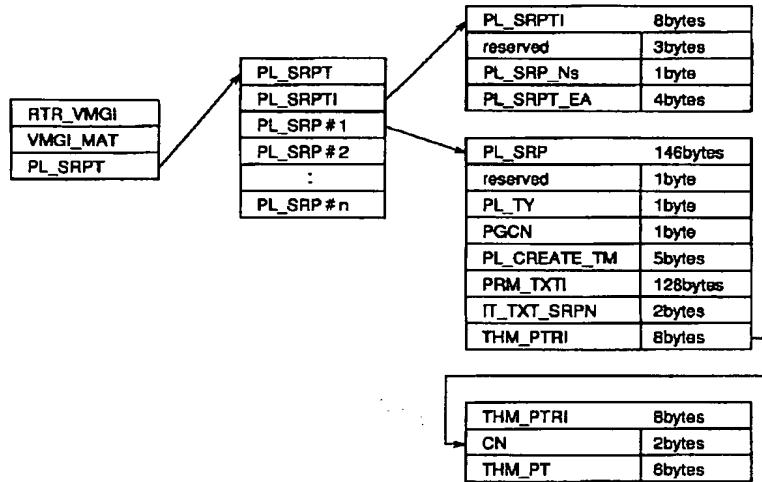 RTR_VMGI
VMGI_MAT
PL_SRPT
PL_SRPT
PL_SRPTI
PL_SRP #1
PL_SRP #2
:
PL_SRP #n
PL_SRPTI 8bytes
reserved 3bytes
PL_SRP_Ns 1byte
PL_SRPT_EA 4bytes
PL_SRP 146bytes
reserved 1byte
PL_TY 1byte
PGCN 1byte
PL_CREATE_TM 5bytes
PRM_TXTI 128bytes
IT_TXT_SRPN 2bytes
THM_PTRI 8bytes
THM_PTRI 8bytes
CN 2bytes
THM_PT 6bytes